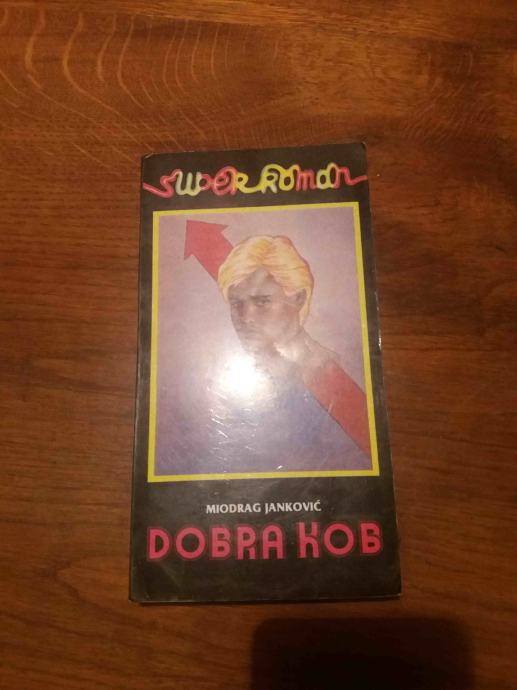 super roman
MIODRAG JANKOVIĆ
DOBRA KOB